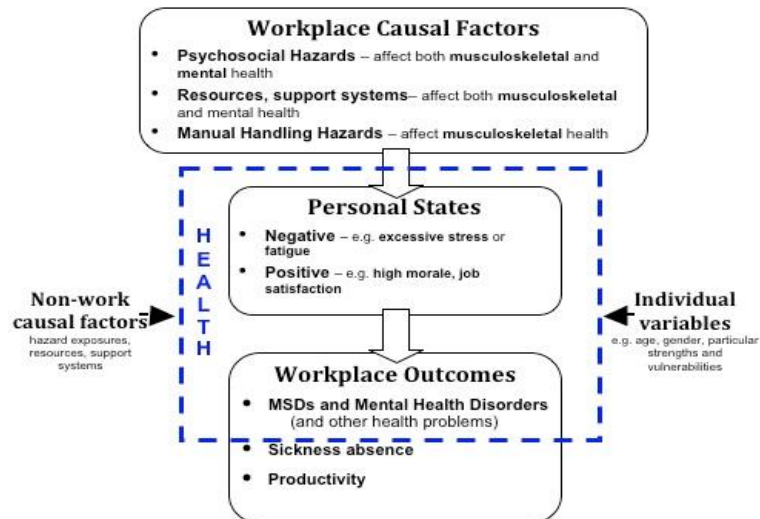 Workplace Causal Factors
• Psychosocial Hazards – affect both musculoskeletal and
mental health
• Resources, support systems– affect both musculoskeletal
and mental health
• Manual Handling Hazards – affect musculoskeletal health
HEALTH
Personal States
• Negative – e.g. excessive stress or
fatigue
• Positive – e.g. high morale, job
satisfaction
Non-work
causal factors
hazard exposures,
resources, support
systems
Individual
variables
e.g. age, gender, particular
strengths and
vulnerabilities
Workplace Outcomes
• MSDs and Mental Health Disorders
(and other health problems)
• Sickness absence
• Productivity